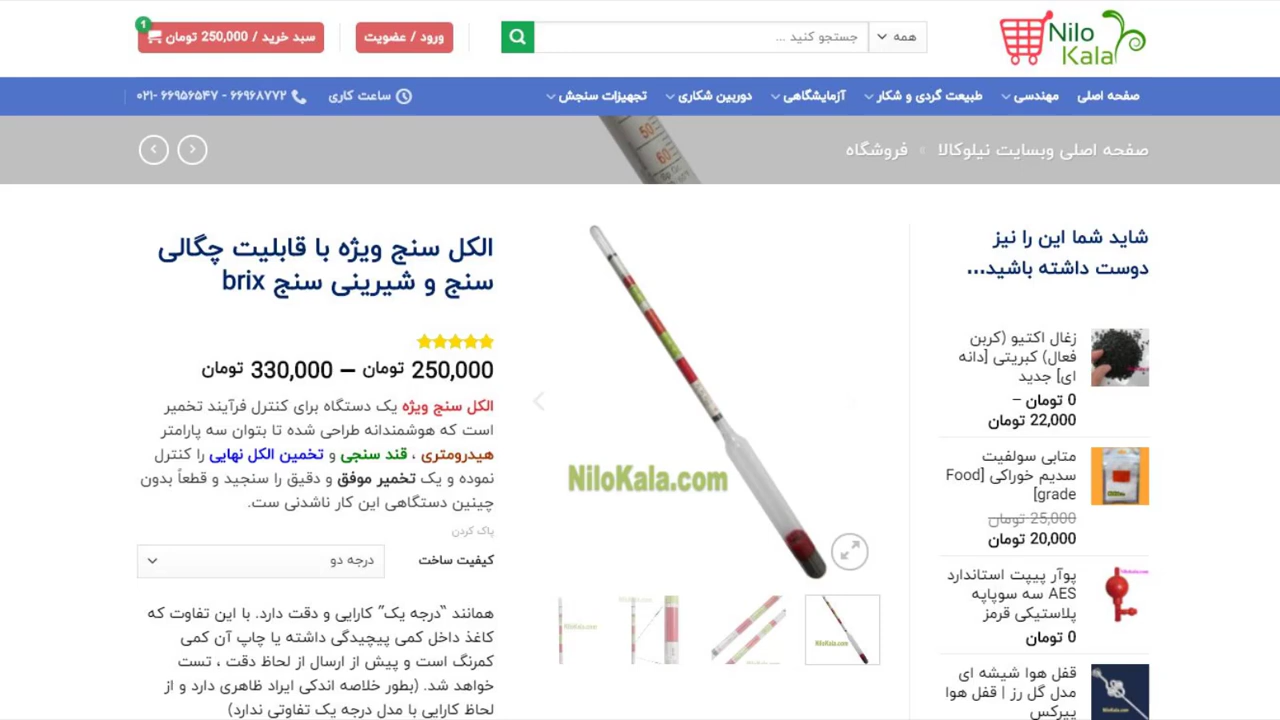 Nilo
Kala
همه
جستجو کنید ...
ورود / عضویت
سبد خرید / 250,000 تومان
1
صفحه اصلی
مهندسی
طبیعت گردی و شکار
آزمایشگاهی
دوربین شکاری
تجهیزات سنجش
ساعت کاری
۶۶۹۶۸۷۷۲ - ۶۶۹۵۶۵۴۷ -۰۲۱
صفحه اصلی وبسایت نیلوکالا » فروشگاه
50
60
شاید شما این را نیز
دوست داشته باشید...
زغال اکتیو (کربن
فعال) کبریتی [دانه
ای] جدید
0 تومان –
22,000 تومان
متابی سولفیت
سدیم خوراکی [Food
grade]
25,000 تومان
20,000 تومان
پوآر پیپت استاندارد
AES سه سوپاپه
پلاستیکی قرمز
0 تومان
قفل هوا شیشه ای
مدل گل رز | قفل هوا
پیرکس
NiloKala.com
الکل سنج ویژه با قابلیت چگالی
سنج و شیرینی سنج brix
250,000 تومان – 330,000 تومان
الکل سنج ویژه یک دستگاه برای کنترل فرآیند تخمیر
است که هوشمندانه طراحی شده تا بتوان سه پارامتر
هیدرومتری ، قند سنجی و تخمین الکل نهایی را کنترل
نموده و یک تخمیر موفق و دقیق را سنجید و قطعاً بدون
چینین دستگاهی این کار ناشدنی ست.
پاک کردن
کیفیت ساخت
درجه دو
همانند “درجه یک” کارایی و دقت دارد. با این تفاوت که
کاغذ داخل کمی پیچیدگی داشته یا چاپ آن کمی
کمرنگ است و پیش از ارسال از لحاظ دقت ، تست
خواهد شد. (بطور خلاصه اندکی ایراد ظاهری دارد و از
لحاظ کارایی با مدل درجه یک تفاوتی ندارد)